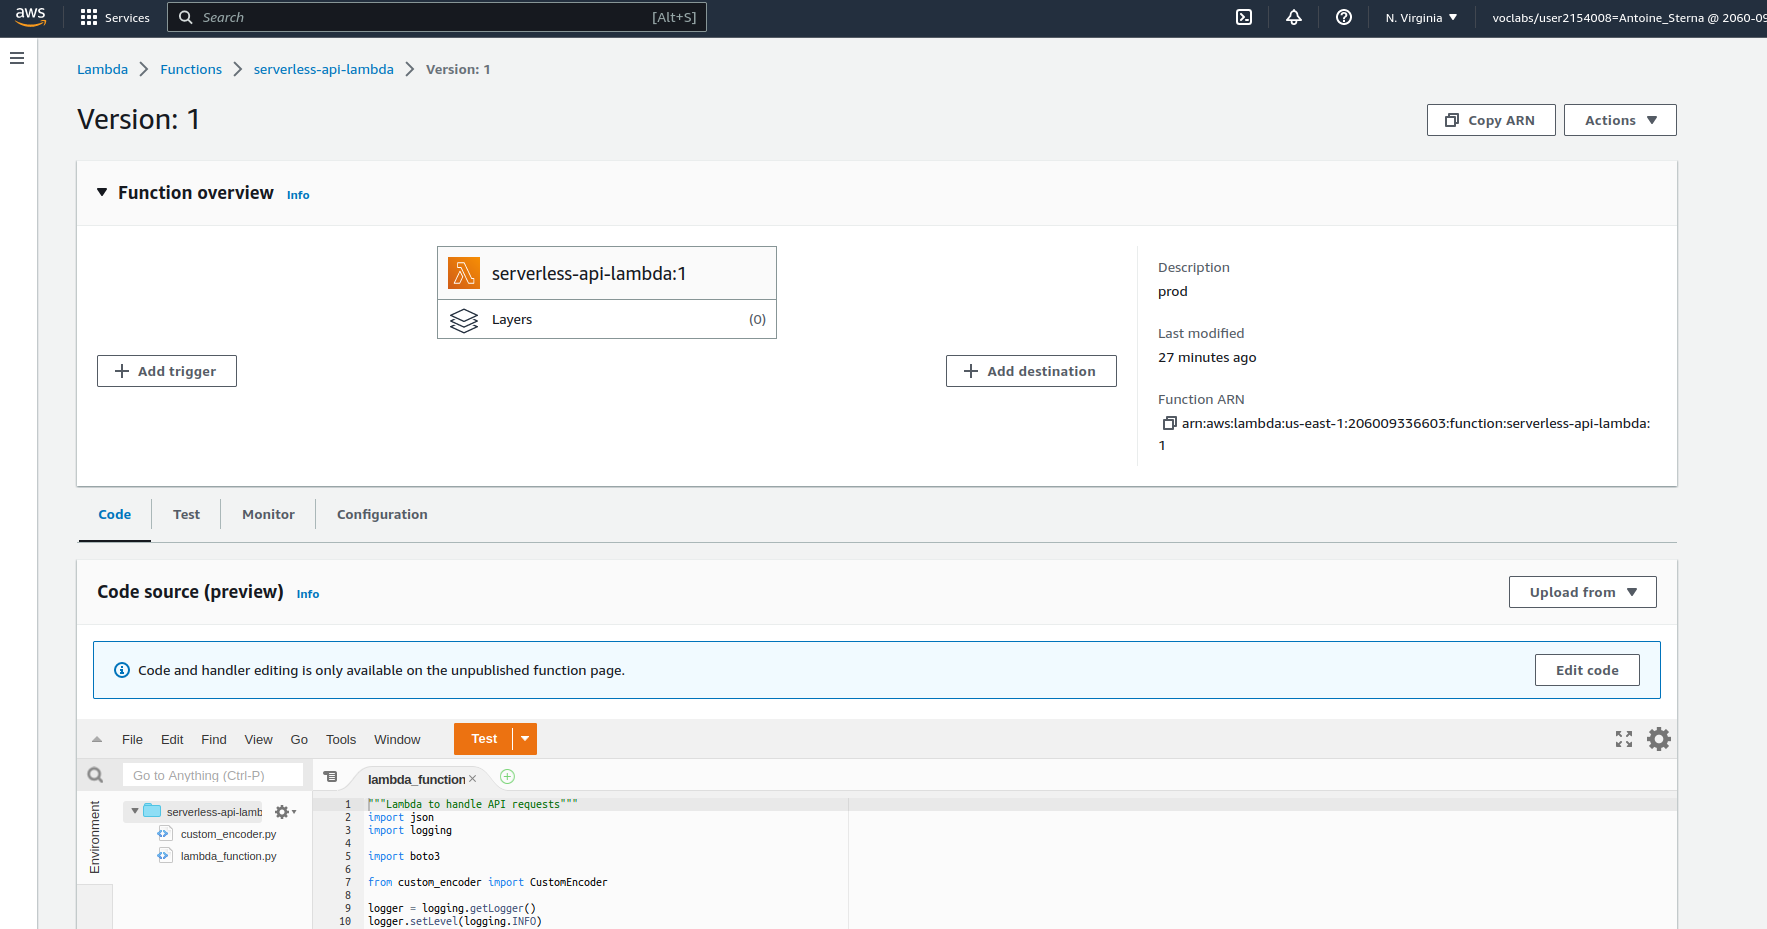 aws Services Search [Alt+S] N. Virginia voclabs/user2154008=Antoine_Sterna @ 2060-09
Lambda > Functions > serverless-api-lambda > Version: 1
Version: 1
Copy ARN
Actions
Function overview Info
serverless-api-lambda:1
Layers (0)
Add trigger
Add destination
Description
prod
Last modified
27 minutes ago
Function ARN
arn:aws:lambda:us-east-1:206009336603:function:serverless-api-lambda:
1
Code Test Monitor Configuration
Code source (preview) Info
Upload from
Code and handler editing is only available on the unpublished function page.
Edit code
File Edit Find View Go Tools Window Test
Go to Anything (Ctrl-P)
lambda_function
Environment
serverless-api-lamb
custom_encoder.py
lambda_function.py
1 """Lambda to handle API requests"""
2 import json
3 import logging
4
5 import boto3
6
7 from custom_encoder import CustomEncoder
8
9 logger = logging.getLogger()
10 logger.setLevel(logging.INFO)